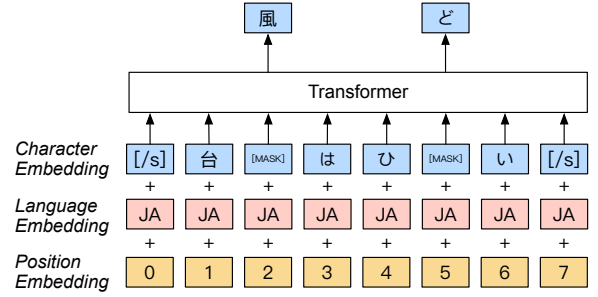 風 ど
Transformer
Character
Embedding
[/s] 台 [MASK] は ひ [MASK] い [/s]
+ + + + + + + +
Language
Embedding
JA JA JA JA JA JA JA JA
+ + + + + + + +
Position
Embedding
0 1 2 3 4 5 6 7